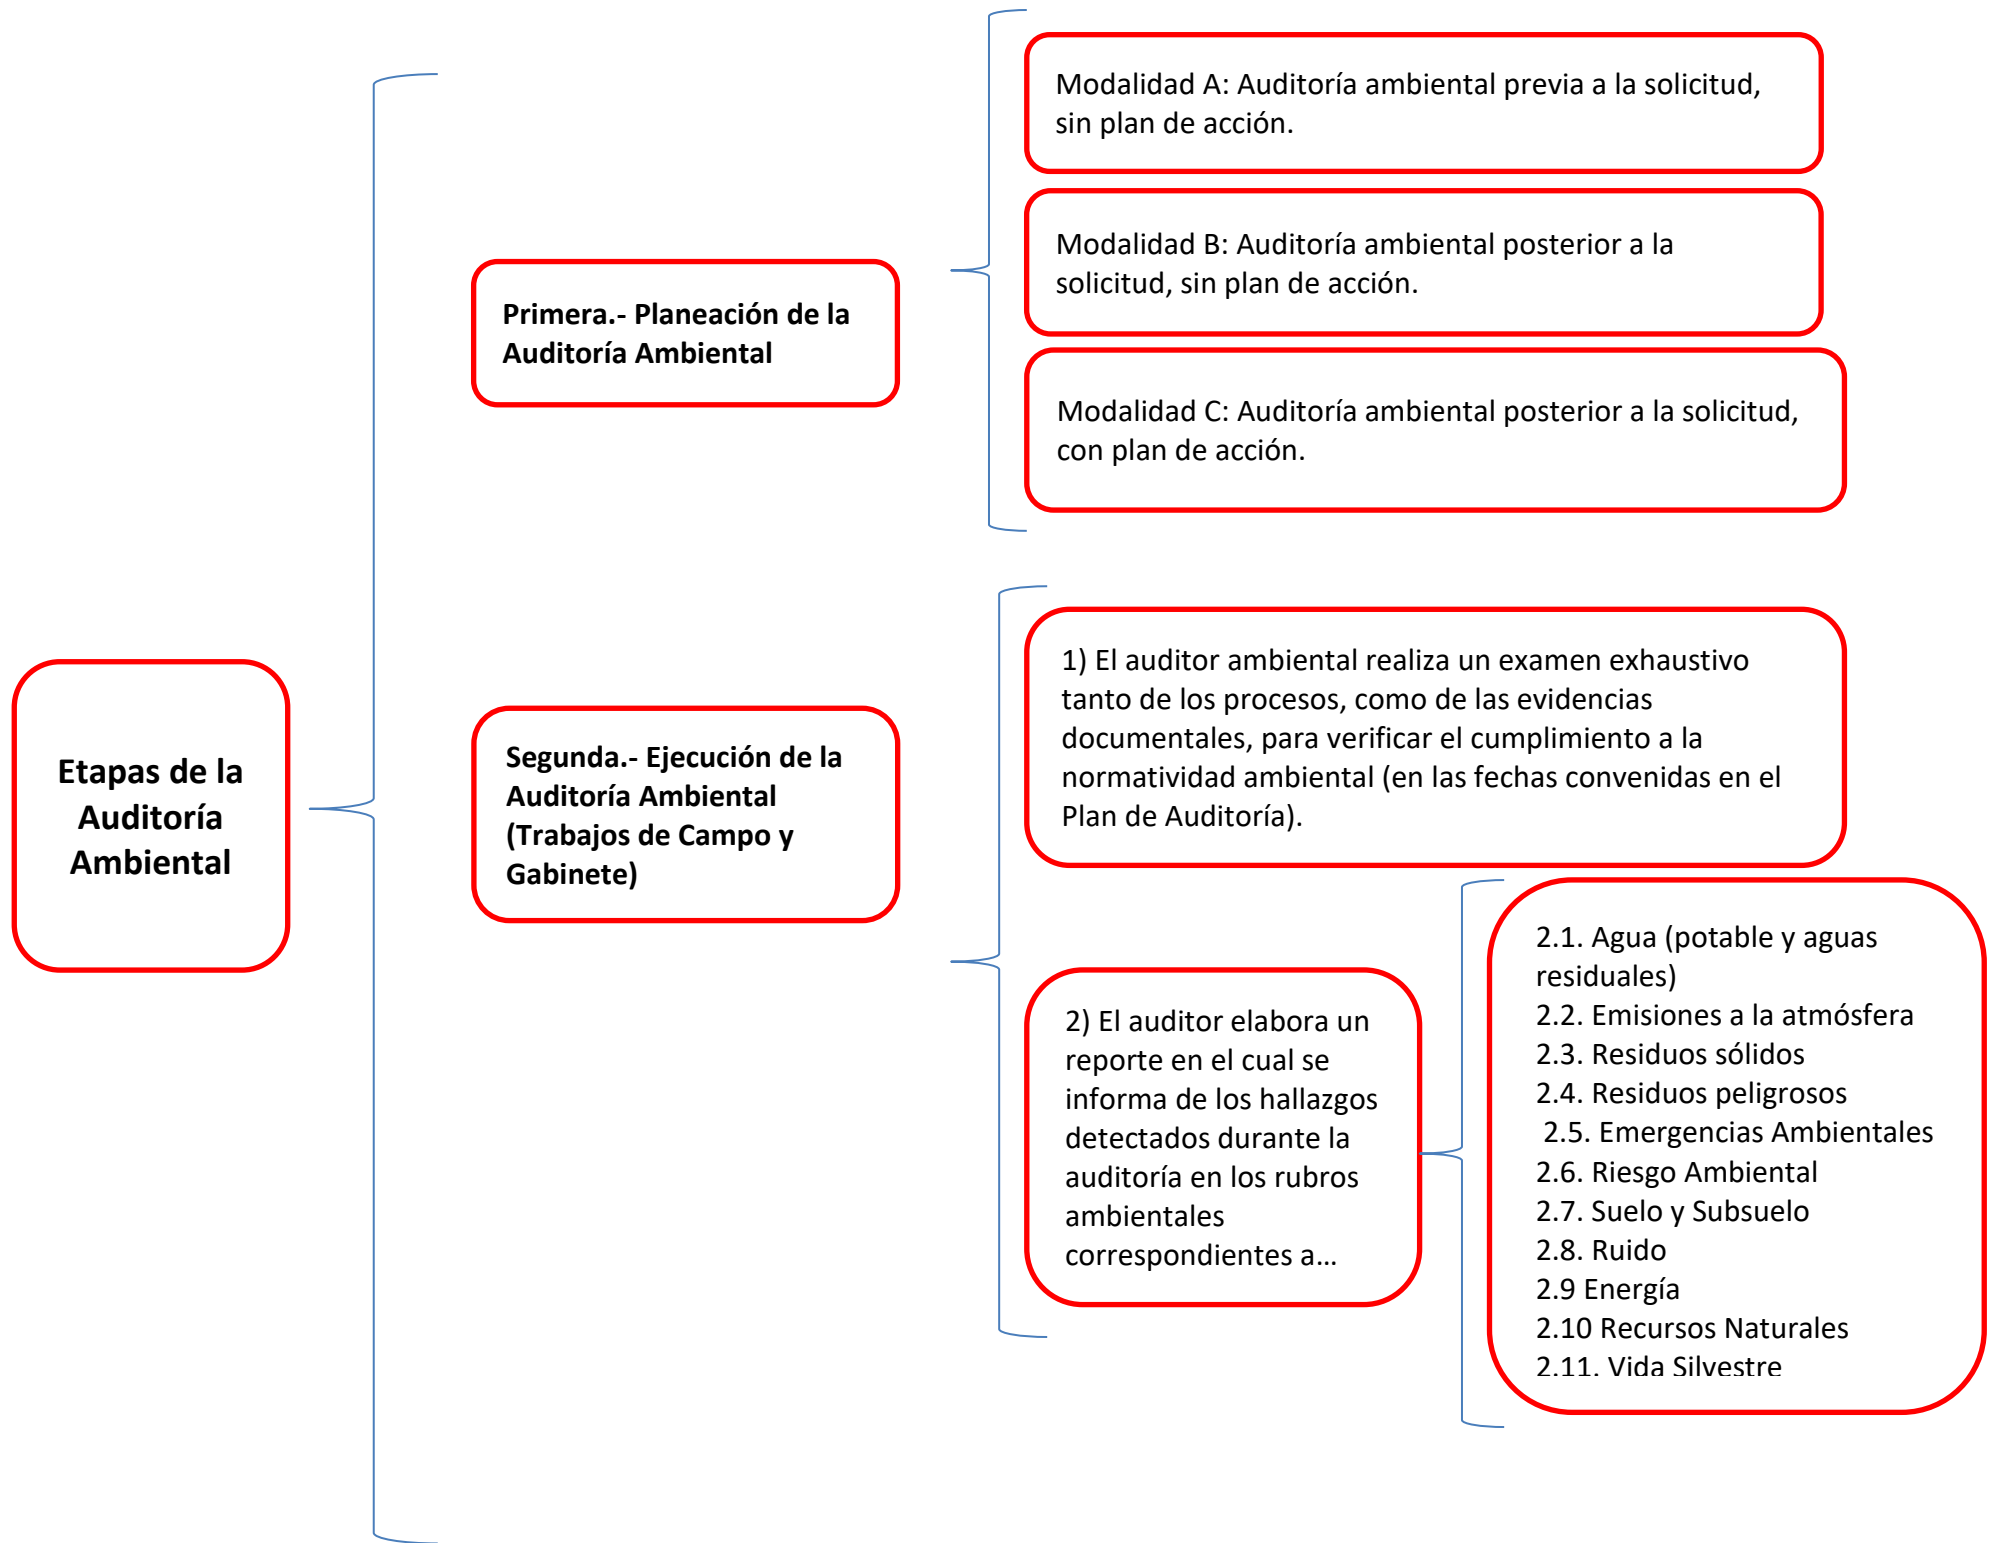 Etapas de la
Auditoría
Ambiental
Primera.- Planeación de la
Auditoría Ambiental
Modalidad A: Auditoría ambiental previa a la solicitud,
sin plan de acción.
Modalidad B: Auditoría ambiental posterior a la
solicitud, sin plan de acción.
Modalidad C: Auditoría ambiental posterior a la solicitud,
con plan de acción.
Segunda.- Ejecución de la
Auditoría Ambiental
(Trabajos de Campo y
Gabinete)
1) El auditor ambiental realiza un examen exhaustivo
tanto de los procesos, como de las evidencias
documentales, para verificar el cumplimiento a la
normatividad ambiental (en las fechas convenidas en el
Plan de Auditoría).
2) El auditor elabora un
reporte en el cual se
informa de los hallazgos
detectados durante la
auditoría en los rubros
ambientales
correspondientes a…
2.1. Agua (potable y aguas
residuales)
2.2. Emisiones a la atmósfera
2.3. Residuos sólidos
2.4. Residuos peligrosos
2.5. Emergencias Ambientales
2.6. Riesgo Ambiental
2.7. Suelo y Subsuelo
2.8. Ruido
2.9 Energía
2.10 Recursos Naturales
2.11. Vida Silvestre